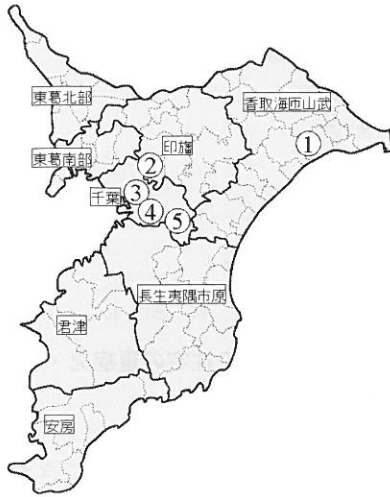 東葛北部
香取海匝山武
①
東葛南部
印旛
②
千葉
③
④
⑤
長生夷隅市原
君津
安房